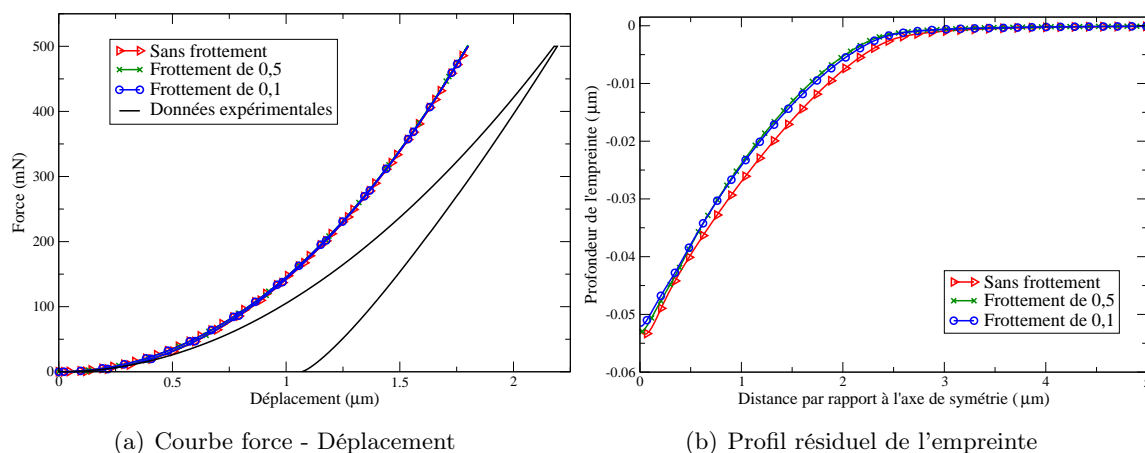 500
400
300
200
100
0
0
0.5
1
1.5
2
Force (mN)
Déplacement (μm)
Sans frottement
Frottement de 0,5
Frottement de 0,1
Données expérimentales
(a) Courbe force - Déplacement
0
-0.01
-0.02
-0.03
-0.04
-0.05
-0.06
0
1
2
3
4
5
Profondeur de l'empreinte (μm)
Distance par rapport à l'axe de symétrie (μm)
Sans frottement
Frottement de 0,5
Frottement de 0,1
(b) Profil résiduel de l'empreinte